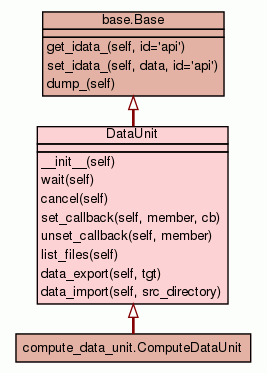 base.Base
get_idata_(self, id='api')
set_idata_(self, data, id='api')
dump_(self)
DataUnit
__init__(self)
wait(self)
cancel(self)
set_callback(self, member, cb)
unset_callback(self, member)
list_files(self)
data_export(self, tgt)
data_import(self, src_directory)
compute_data_unit.ComputeDataUnit